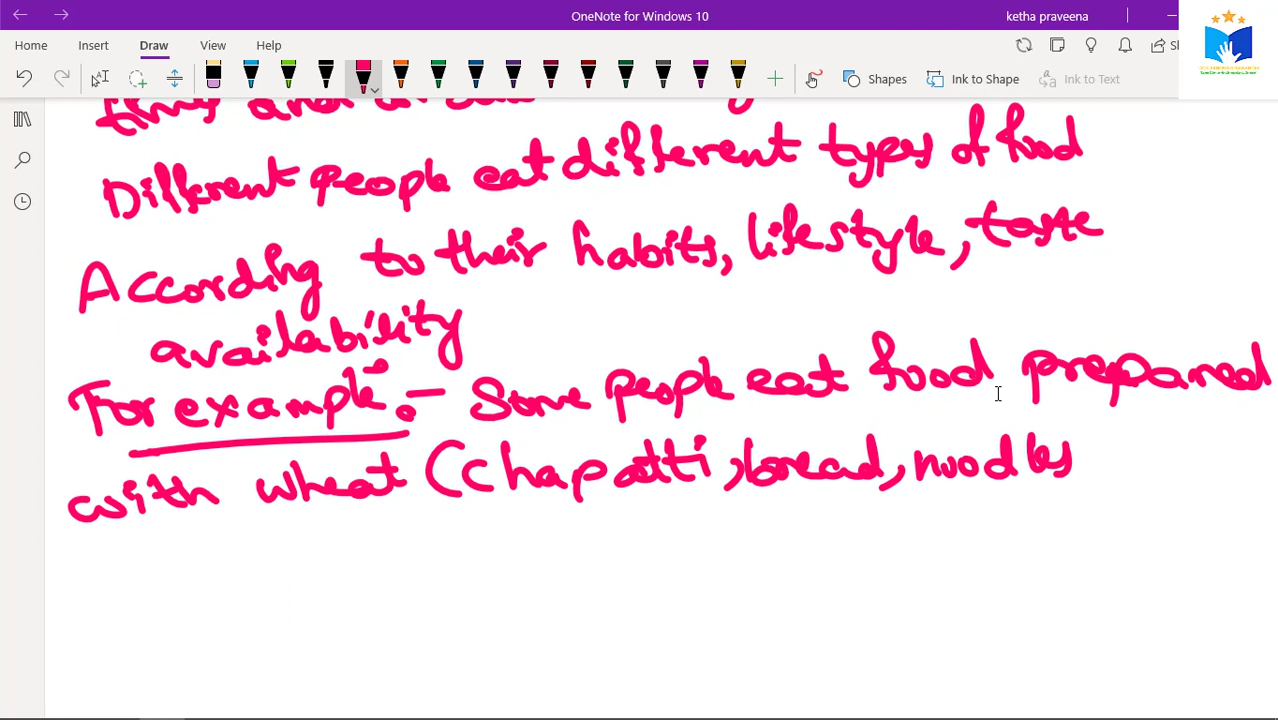 OneNote for Windows 10
ketha praveena
Home Insert Draw View Help
Shapes Ink to Shape Ink to Text
Different people eat different types of food
According to their habits, lifestyle, taste
availability
For example :- Some people eat food prepared
with wheat (chapatti, bread, noodles